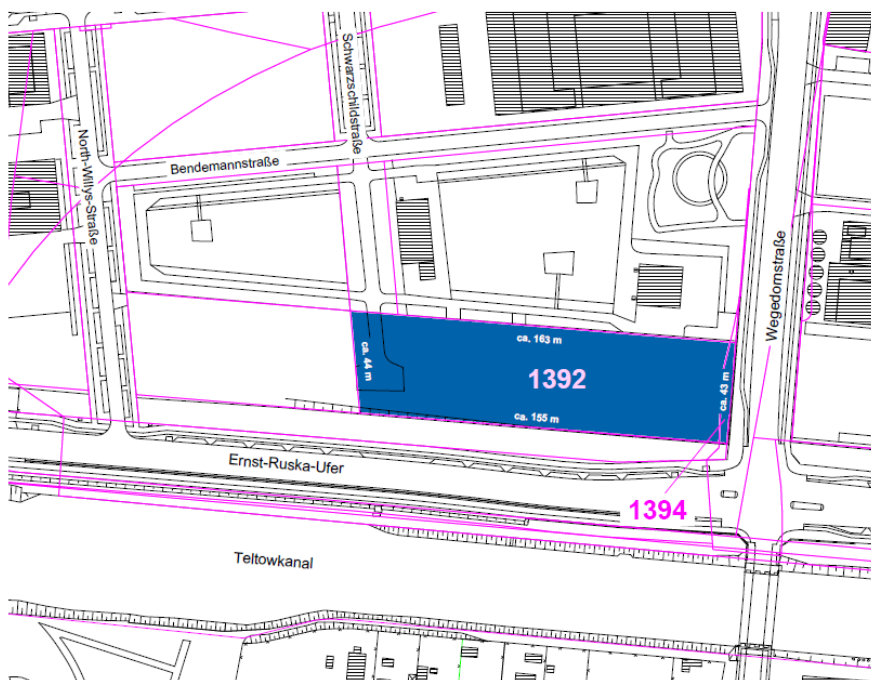 Schwarzschildstraße
North-Willys-Straße
Bendemannstraße
Wegedornstraße
ca. 163 m
ca. 44 m
1392
ca. 43 m
ca. 155 m
Ernst-Ruska-Ufer
1394
Teltowkanal